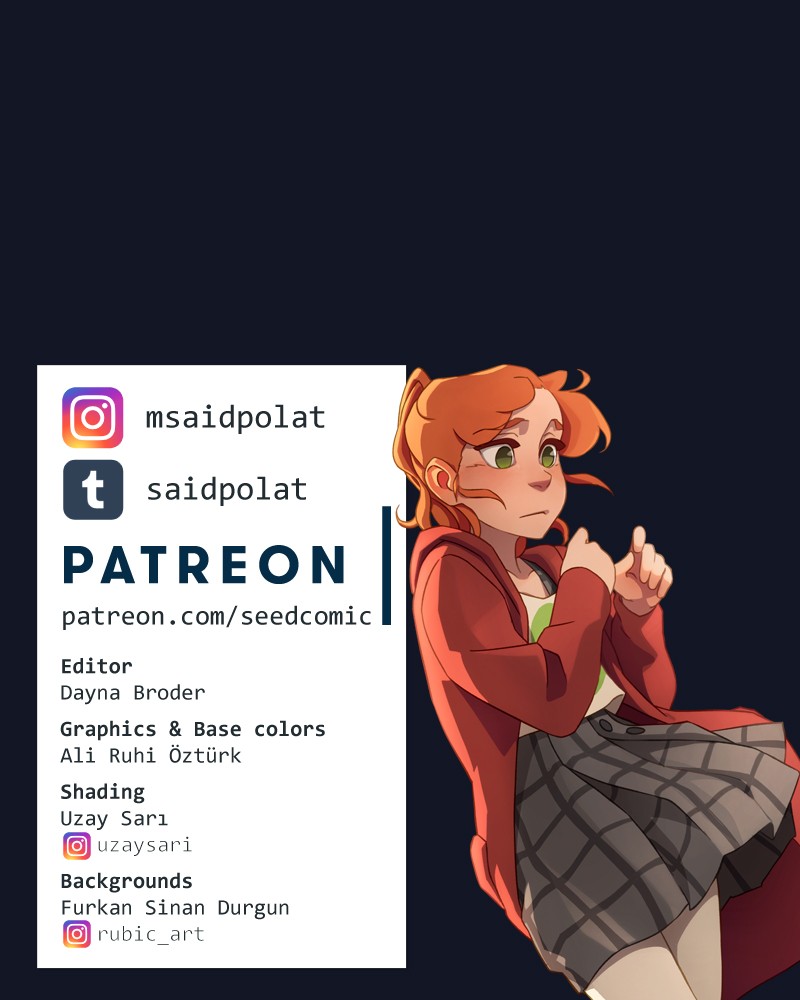 msaidpolat
saidpolat
PATREON
patreon.com/seedcomic
Editor
Dayna Broder
Graphics & Base colors
Ali Ruhi Öztürk
Shading
Uzay Sarı
uzaysari
Backgrounds
Furkan Sinan Durgun
rubic_art